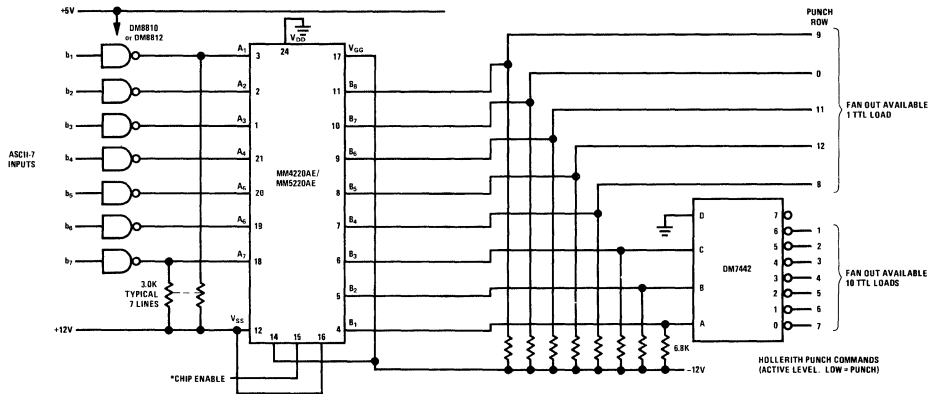 +5V
DM8810
or DM8812
b1
b2
b3
b4
b5
b6
b7
ASCII-7
INPUTS
3.0K
TYPICAL
7 LINES
+12V
VSS
*CHIP ENABLE
A1
A2
A3
A4
A5
A6
A7
3
2
1
21
20
19
18
12
24
VDD
MM4220AE/
MM5220AE
14
15
16
17
11
10
9
8
7
6
5
4
VGG
B8
B7
B6
B5
B4
B3
B2
B1
PUNCH
ROW
9
0
11
12
8
FAN OUT AVAILABLE
1 TTL LOAD
D
C
B
A
DM7442
7
6
5
4
3
2
1
0
1
2
3
4
5
6
7
FAN OUT AVAILABLE
10 TTL LOADS
6.8K
-12V
HOLLERITH PUNCH COMMANDS
(ACTIVE LEVEL. LOW = PUNCH)